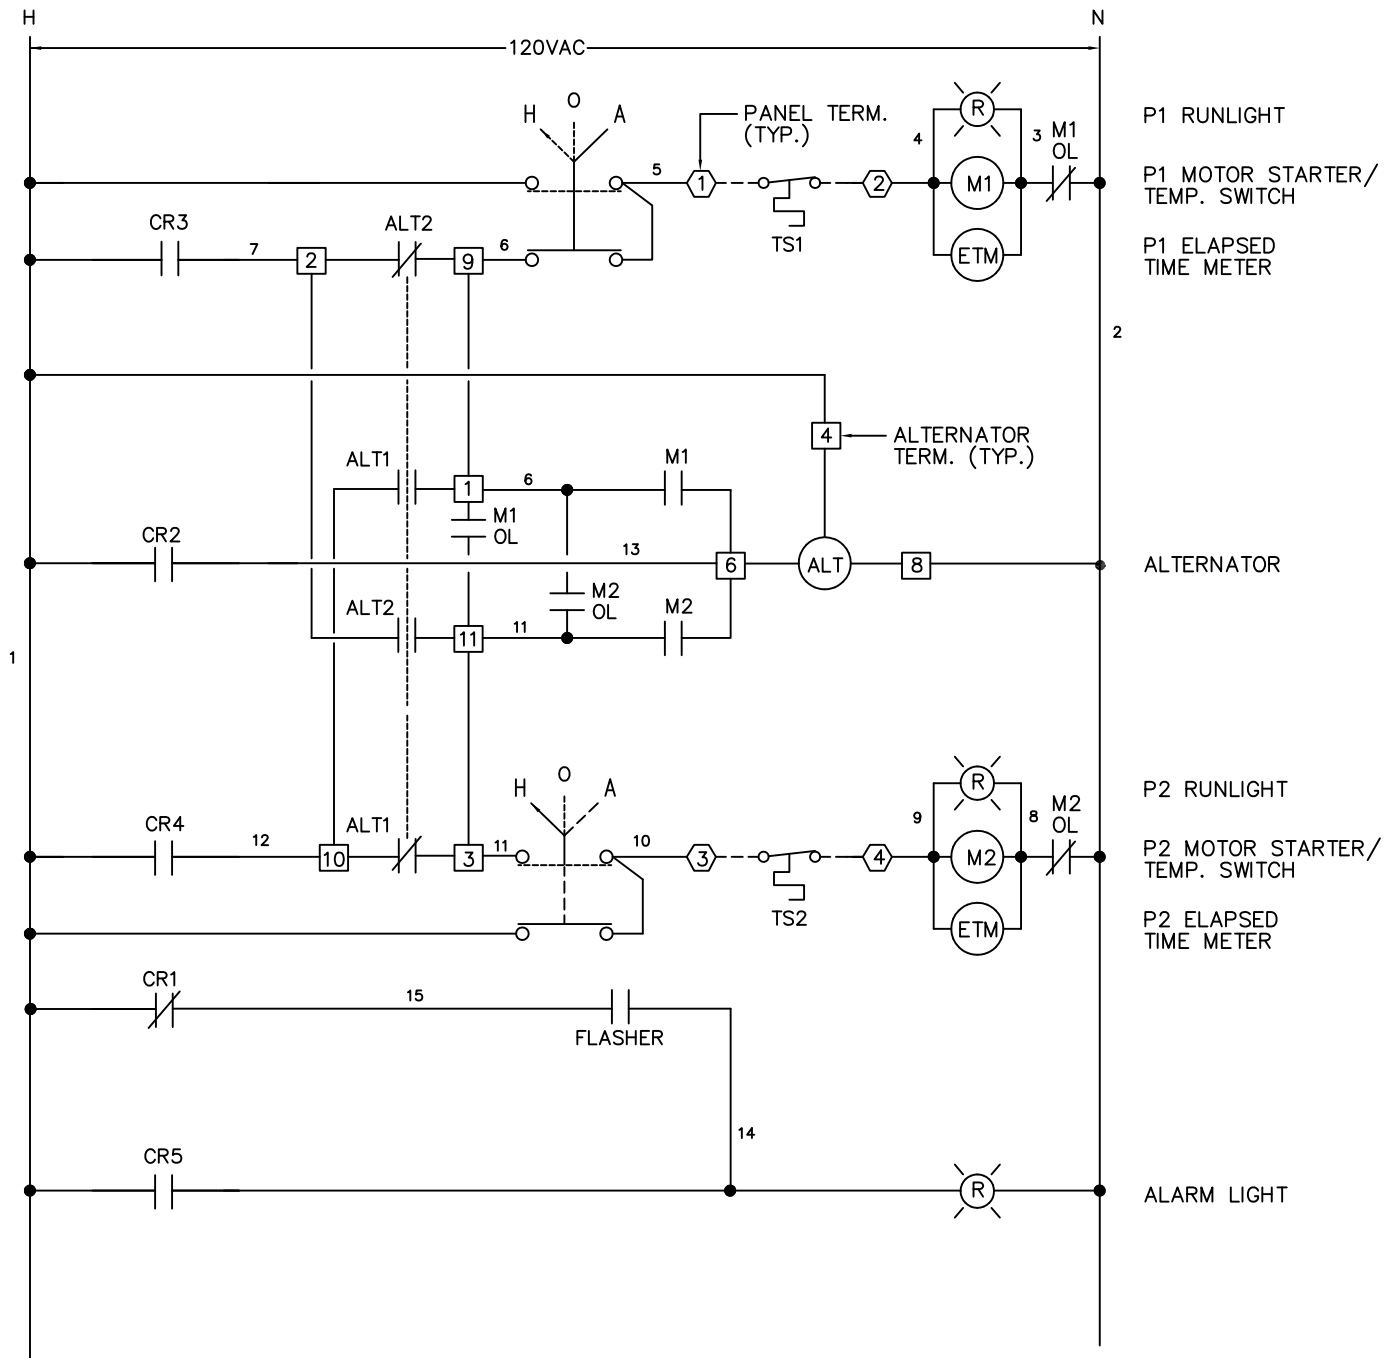 H
N
120VAC
H O A
PANEL TERM.
(TYP.)
5
1
TS1
2
4
R
M1
ETM
3
M1
OL
P1 RUNLIGHT
P1 MOTOR STARTER/
TEMP. SWITCH
P1 ELAPSED
TIME METER
CR3
7
2
ALT2
9
6
2
4
ALTERNATOR
TERM. (TYP.)
ALT1
1
6
M1
M1
OL
CR2
13
6
ALT
8
ALTERNATOR
M2
OL
ALT2
11
11
M2
1
H O A
CR4
12
10
ALT1
3
11
10
3
TS2
4
9
R
M2
ETM
8
M2
OL
P2 RUNLIGHT
P2 MOTOR STARTER/
TEMP. SWITCH
P2 ELAPSED
TIME METER
CR1
15
FLASHER
14
CR5
R
ALARM LIGHT